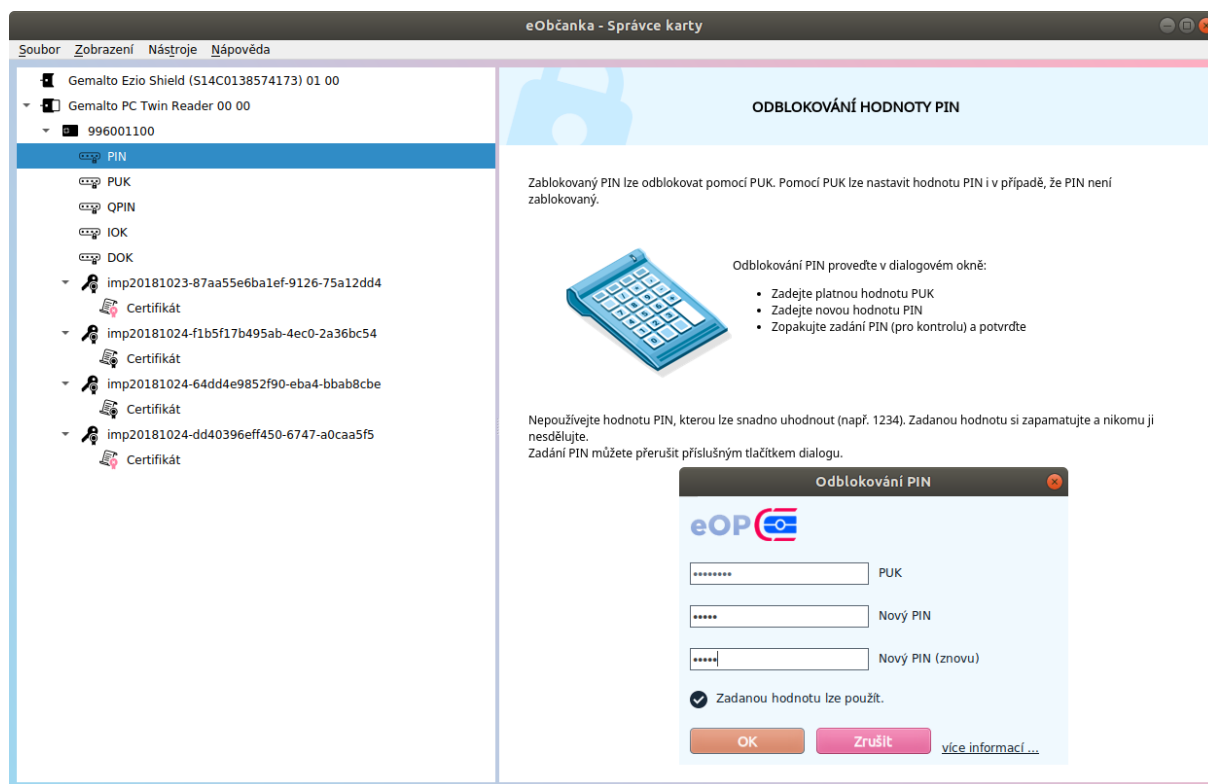 eObčanka - Správce karty
Soubor Zobrazení Nástroje Nápověda
Gemalto Ezio Shield (S14C0138574173) 01 00
Gemalto PC Twin Reader 00 00
996001100
PIN
PUK
QPIN
IOK
DOK
imp20181023-87aa55e6ba1ef-9126-75a12dd4
Certifikát
imp20181024-f1b5f17b495ab-4ec0-2a36bc54
Certifikát
imp20181024-64dd4e9852f90-eba4-bbab8cbe
Certifikát
imp20181024-dd40396eff450-6747-a0caa5f5
Certifikát
ODBLOKOVÁNÍ HODNOTY PIN
Zablokovaný PIN lze odblokovat pomocí PUK. Pomocí PUK lze nastavit hodnotu PIN i v případě, že PIN není
zablokovaný.
Odblokování PIN proveďte v dialogovém okně:
• Zadejte platnou hodnotu PUK
• Zadejte novou hodnotu PIN
• Zopakujte zadání PIN (pro kontrolu) a potvrďte
Nepoužívejte hodnotu PIN, kterou lze snadno uhodnout (např. 1234). Zadanou hodnotu si zapamatujte a nikomu ji
nesdělujte.
Zadání PIN můžete přerušit příslušným tlačítkem dialogu.
Odblokování PIN
eOP
•••••••• PUK
••••• Nový PIN
••••• Nový PIN (znovu)
Zadanou hodnotu lze použít.
OK Zrušit více informací ...